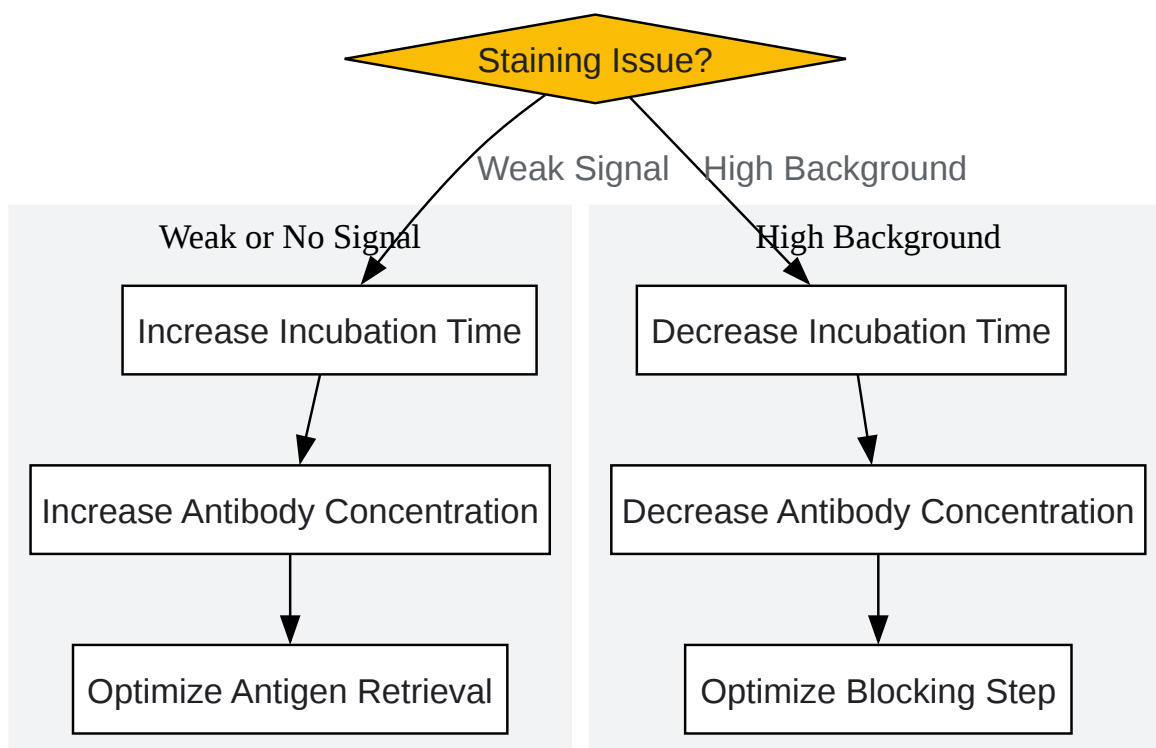 Staining Issue?
Weak Signal
High Background
Weak or No Signal
High Background
Increase Incubation Time
Decrease Incubation Time
Increase Antibody Concentration
Decrease Antibody Concentration
Optimize Antigen Retrieval
Optimize Blocking Step